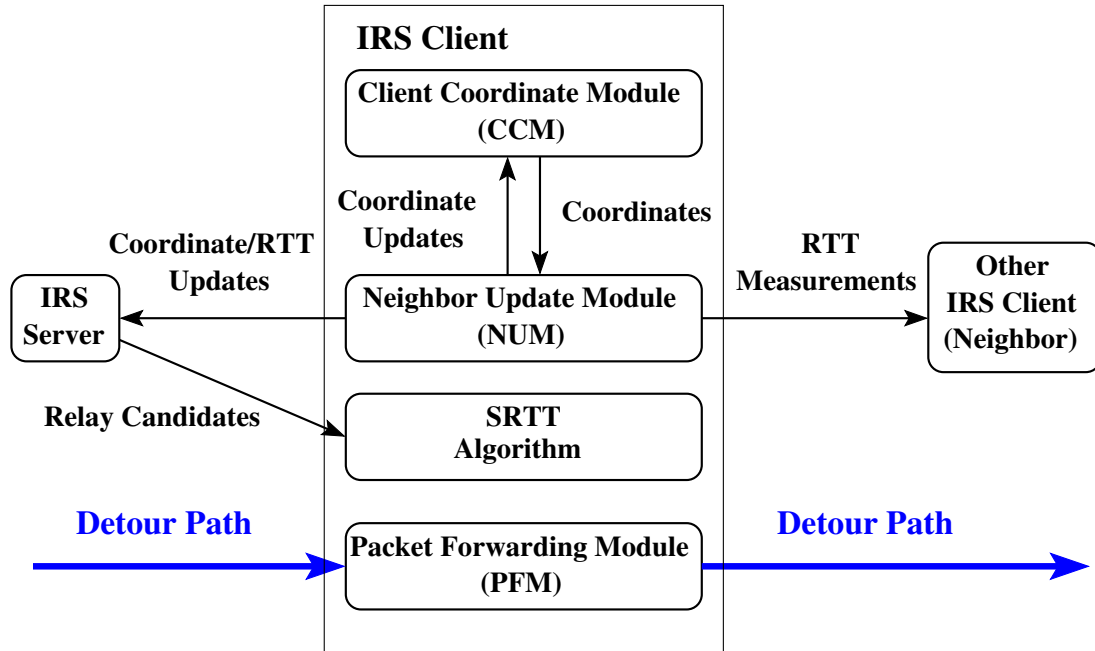 IRS Client
Client Coordinate Module
(CCM)
Coordinate
Updates
Coordinates
Coordinate/RTT
Updates
RTT
Measurements
IRS
Server
Neighbor Update Module
(NUM)
Other
IRS Client
(Neighbor)
Relay Candidates
SRTT
Algorithm
Detour Path
Packet Forwarding Module
(PFM)
Detour Path